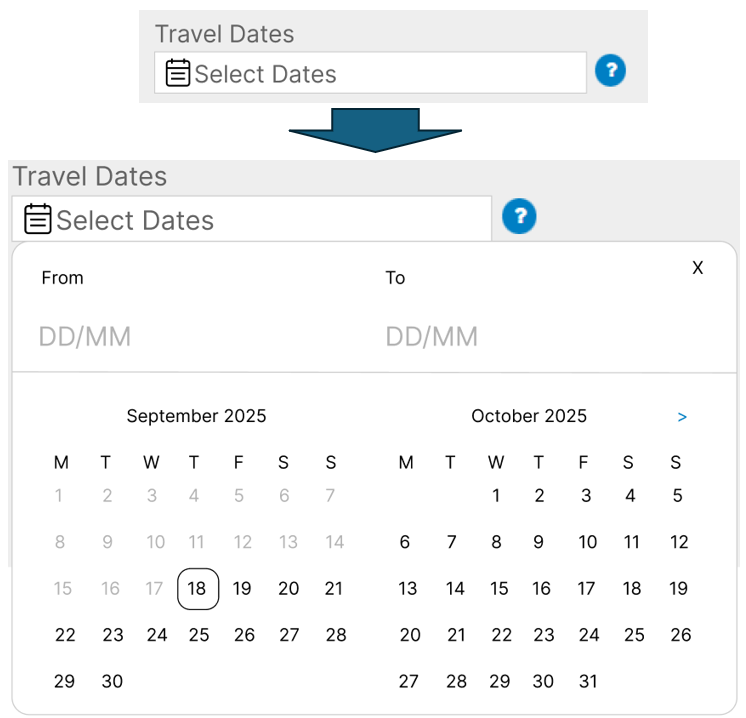 Travel Dates
Select Dates ?
Travel Dates
Select Dates ?
From To X
DD/MM DD/MM
September 2025 October 2025 >
M T W T F S S M T W T F S S
1 2 3 4 5 6 7 1 2 3 4 5
8 9 10 11 12 13 14 6 7 8 9 10 11 12
15 16 17 18 19 20 21 13 14 15 16 17 18 19
22 23 24 25 26 27 28 20 21 22 23 24 25 26
29 30 27 28 29 30 31